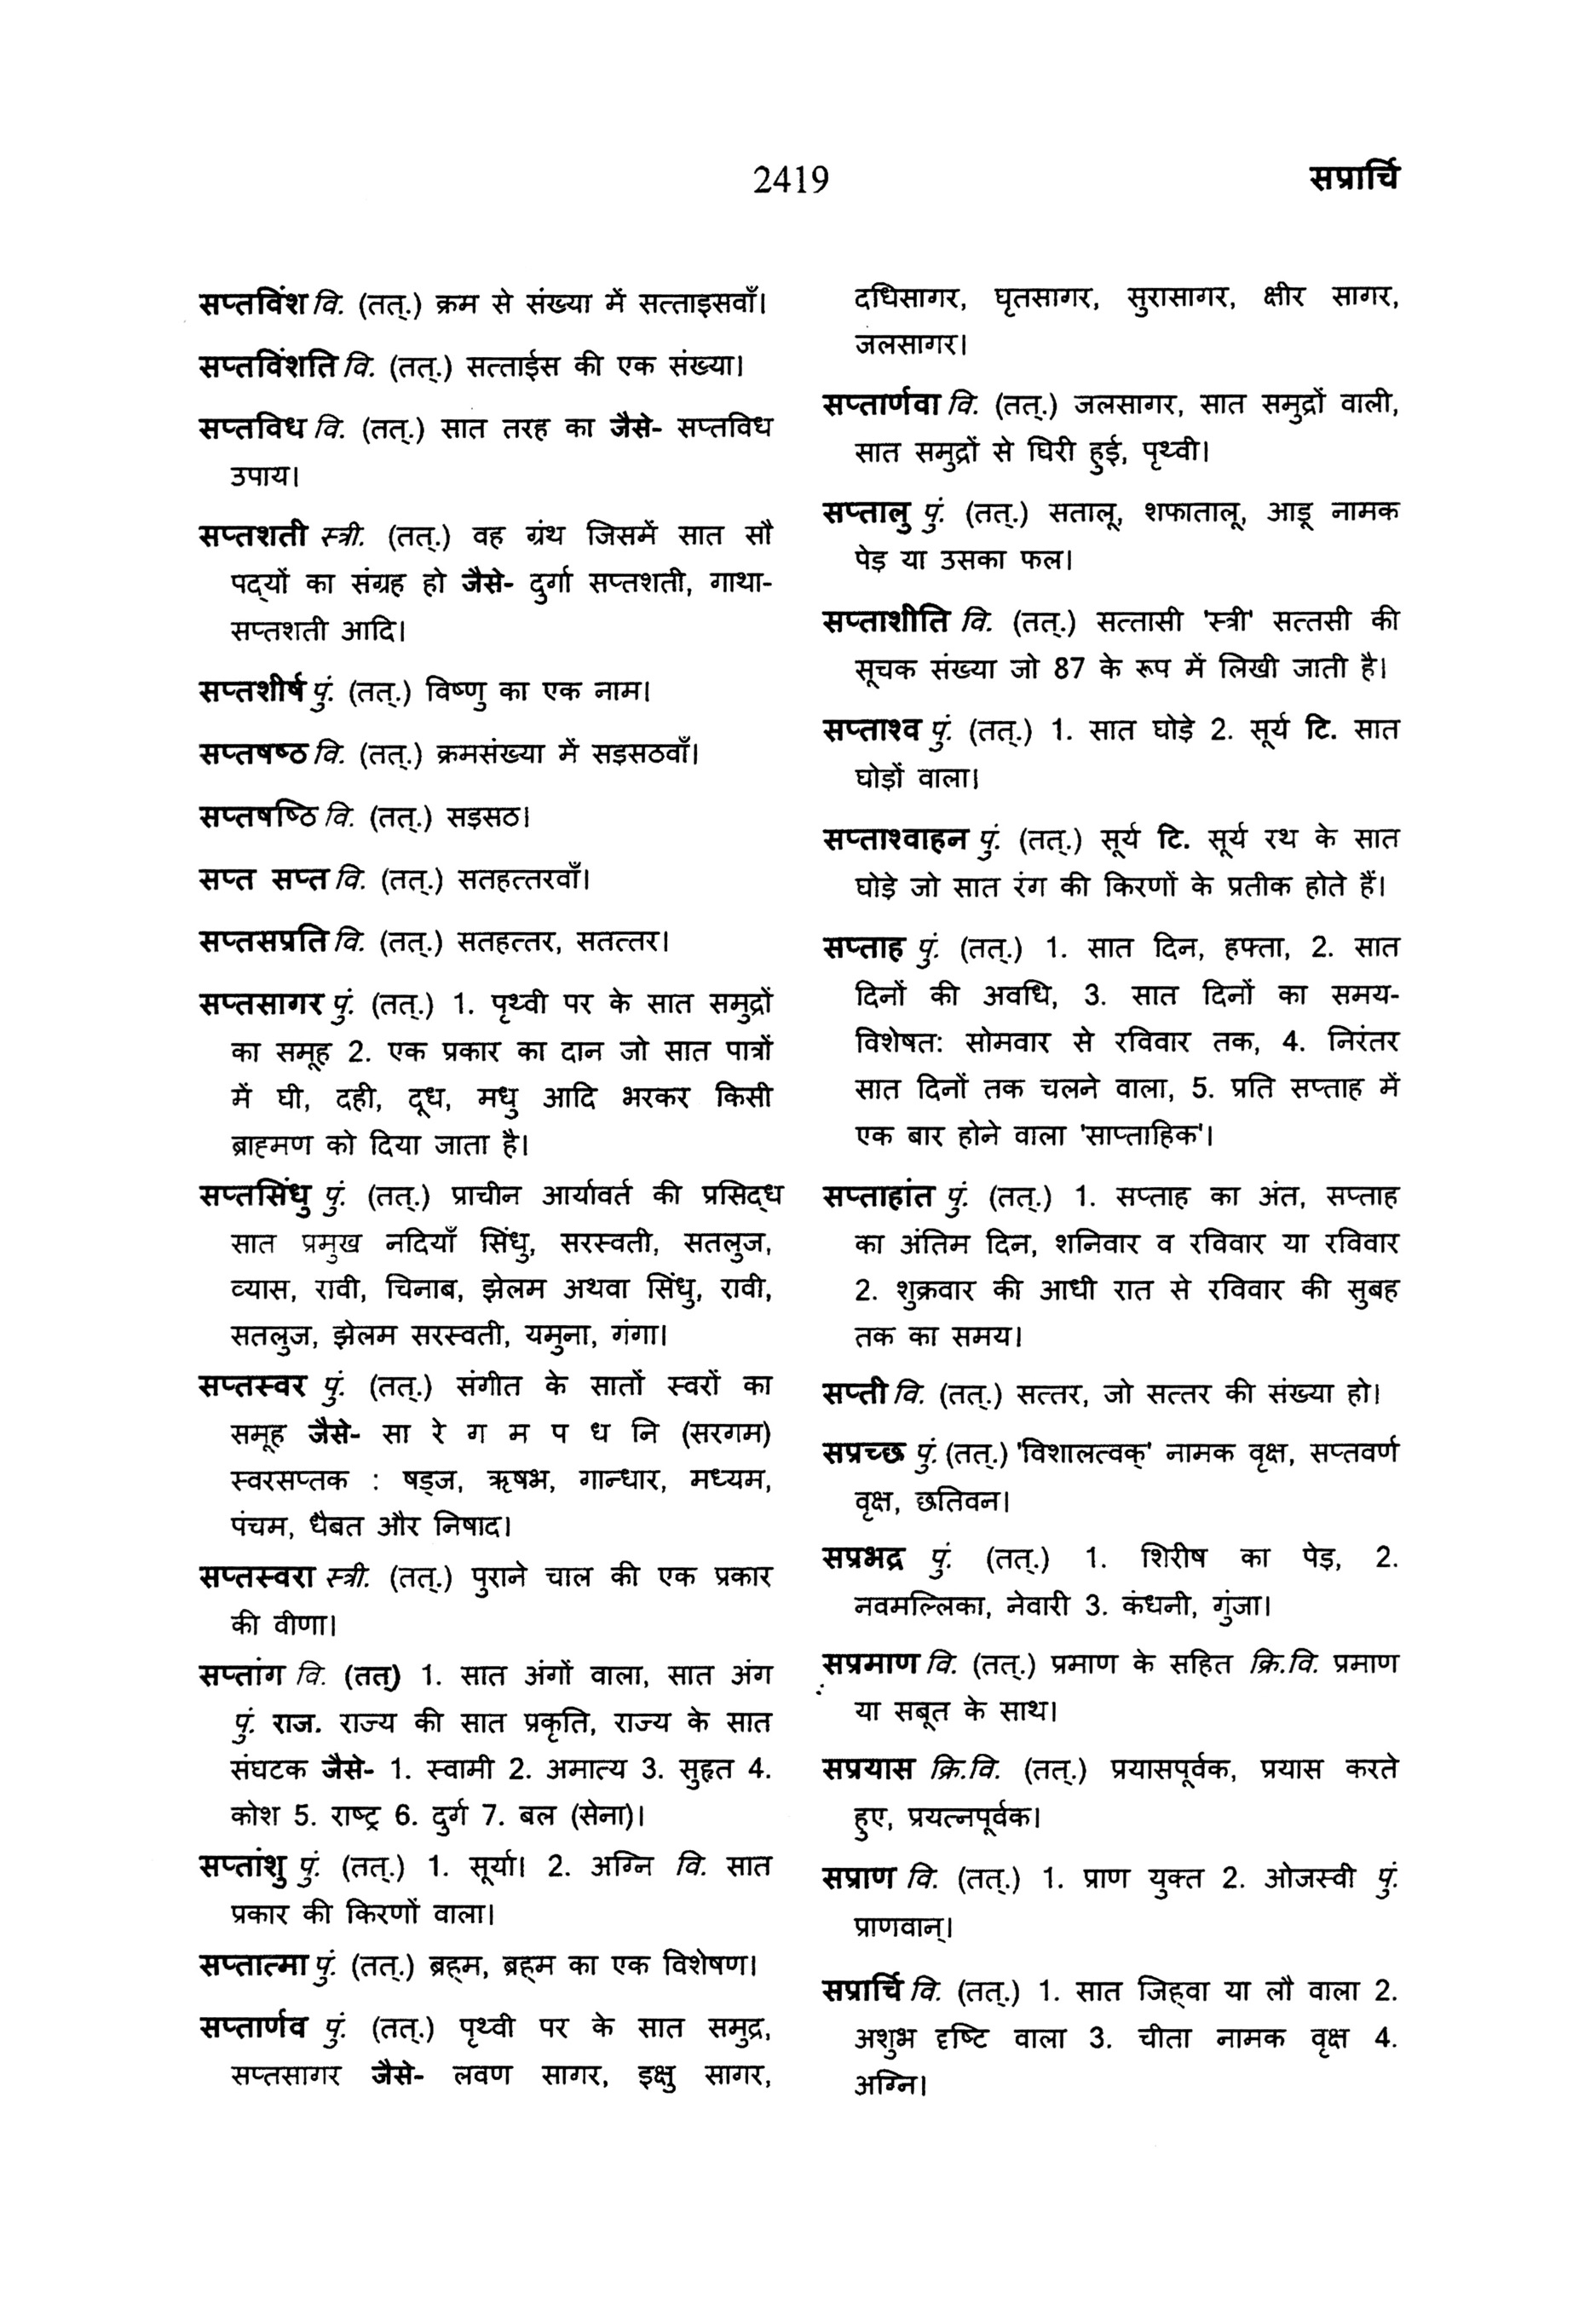 2419
सप्रार्चि
सप्तविंश वि. (तत्.) क्रम से संख्या में सत्ताइसवाँ।
सप्तविंशति वि. (तत्.) सत्ताईस की एक संख्या।
सप्तविध वि. (तत्.) सात तरह का जैसे- सप्तविध
उपाय।
सप्तशती स्त्री. (तत्.) वह ग्रंथ जिसमें सात सौ
पद्यों का संग्रह हो जैसे- दुर्गा सप्तशती, गाथा-
सप्तशती आदि।
सप्तशीर्ष पुं. (तत्.) विष्णु का एक नाम।
सप्तषष्ठ वि. (तत्.) क्रमसंख्या में सड़सठवाँ।
सप्तषष्ठि वि. (तत्.) सड़सठ।
सप्त सप्त वि. (तत्.) सतहत्तरवाँ।
सप्तसप्रति वि. (तत्.) सतहत्तर, सतत्तर।
सप्तसागर पुं. (तत्.) 1. पृथ्वी पर के सात समुद्रों
का समूह 2. एक प्रकार का दान जो सात पात्रों
में घी, दही, दूध, मधु आदि भरकर किसी
ब्राह्मण को दिया जाता है।
सप्तसिंधु पुं. (तत्.) प्राचीन आर्यावर्त की प्रसिद्ध
सात प्रमुख नदियाँ सिंधु, सरस्वती, सतलुज,
व्यास, रावी, चिनाब, झेलम अथवा सिंधु, रावी,
सतलुज, झेलम सरस्वती, यमुना, गंगा।
सप्तस्वर पुं. (तत्.) संगीत के सातों स्वरों का
समूह जैसे- सा रे ग म प ध नि (सरगम)
स्वरसप्तक : षड्ज, ऋषभ, गान्धार, मध्यम,
पंचम, धैबत और निषाद।
सप्तस्वरा स्त्री. (तत्.) पुराने चाल की एक प्रकार
की वीणा।
सप्तांग वि. (तत्) 1. सात अंगों वाला, सात अंग
पुं. राज. राज्य की सात प्रकृति, राज्य के सात
संघटक जैसे- 1. स्वामी 2. अमात्य 3. सुहृत 4.
कोश 5. राष्ट्र 6. दुर्ग 7. बल (सेना)।
सप्तांशु पुं. (तत्.) 1. सूर्या। 2. अग्नि वि. सात
प्रकार की किरणों वाला।
सप्तात्मा पुं. (तत्.) ब्रह्म, ब्रह्म का एक विशेषण।
सप्तार्णव पुं. (तत्.) पृथ्वी पर के सात समुद्र,
सप्तसागर जैसे- लवण सागर, इक्षु सागर,
दधिसागर, घृतसागर, सुरासागर, क्षीर सागर,
जलसागर।
सप्तार्णवा वि. (तत्.) जलसागर, सात समुद्रों वाली,
सात समुद्रों से घिरी हुई, पृथ्वी।
सप्तालु पुं. (तत्.) सतालू, शफातालू, आडू नामक
पेड़ या उसका फल।
सप्ताशीति वि. (तत्.) सत्तासी 'स्त्री' सत्तसी की
सूचक संख्या जो 87 के रूप में लिखी जाती है।
सप्ताश्व पुं. (तत्.) 1. सात घोड़े 2. सूर्य टि. सात
घोड़ों वाला।
सप्ताश्वाहन पुं. (तत्.) सूर्य टि. सूर्य रथ के सात
घोड़े जो सात रंग की किरणों के प्रतीक होते हैं।
सप्ताह पुं. (तत्.) 1. सात दिन, हफ्ता, 2. सात
दिनों की अवधि, 3. सात दिनों का समय-
विशेषत: सोमवार से रविवार तक, 4. निरंतर
सात दिनों तक चलने वाला, 5. प्रति सप्ताह में
एक बार होने वाला 'साप्ताहिक'।
सप्ताहांत पुं. (तत्.) 1. सप्ताह का अंत, सप्ताह
का अंतिम दिन, शनिवार व रविवार या रविवार
2. शुक्रवार की आधी रात से रविवार की सुबह
तक का समय।
सप्ती वि. (तत्.) सत्तर, जो सत्तर की संख्या हो।
सप्रच्छ पुं. (तत्.) 'विशालत्वक्' नामक वृक्ष, सप्तवर्ण
वृक्ष, छतिवन।
सप्रभद्र पुं. (तत्.) 1. शिरीष का पेड़, 2.
नवमल्लिका, नेवारी 3. कंधनी, गुंजा।
सप्रमाण वि. (तत्.) प्रमाण के सहित क्रि.वि. प्रमाण
या सबूत के साथ।
सप्रयास क्रि.वि. (तत्.) प्रयासपूर्वक, प्रयास करते
हुए, प्रयत्नपूर्वक।
सप्राण वि. (तत्.) 1. प्राण युक्त 2. ओजस्वी पुं.
प्राणवान्।
सप्रार्चि वि. (तत्.) 1. सात जिह्वा या लौ वाला 2.
अशुभ दृष्टि वाला 3. चीता नामक वृक्ष 4.
अग्नि।